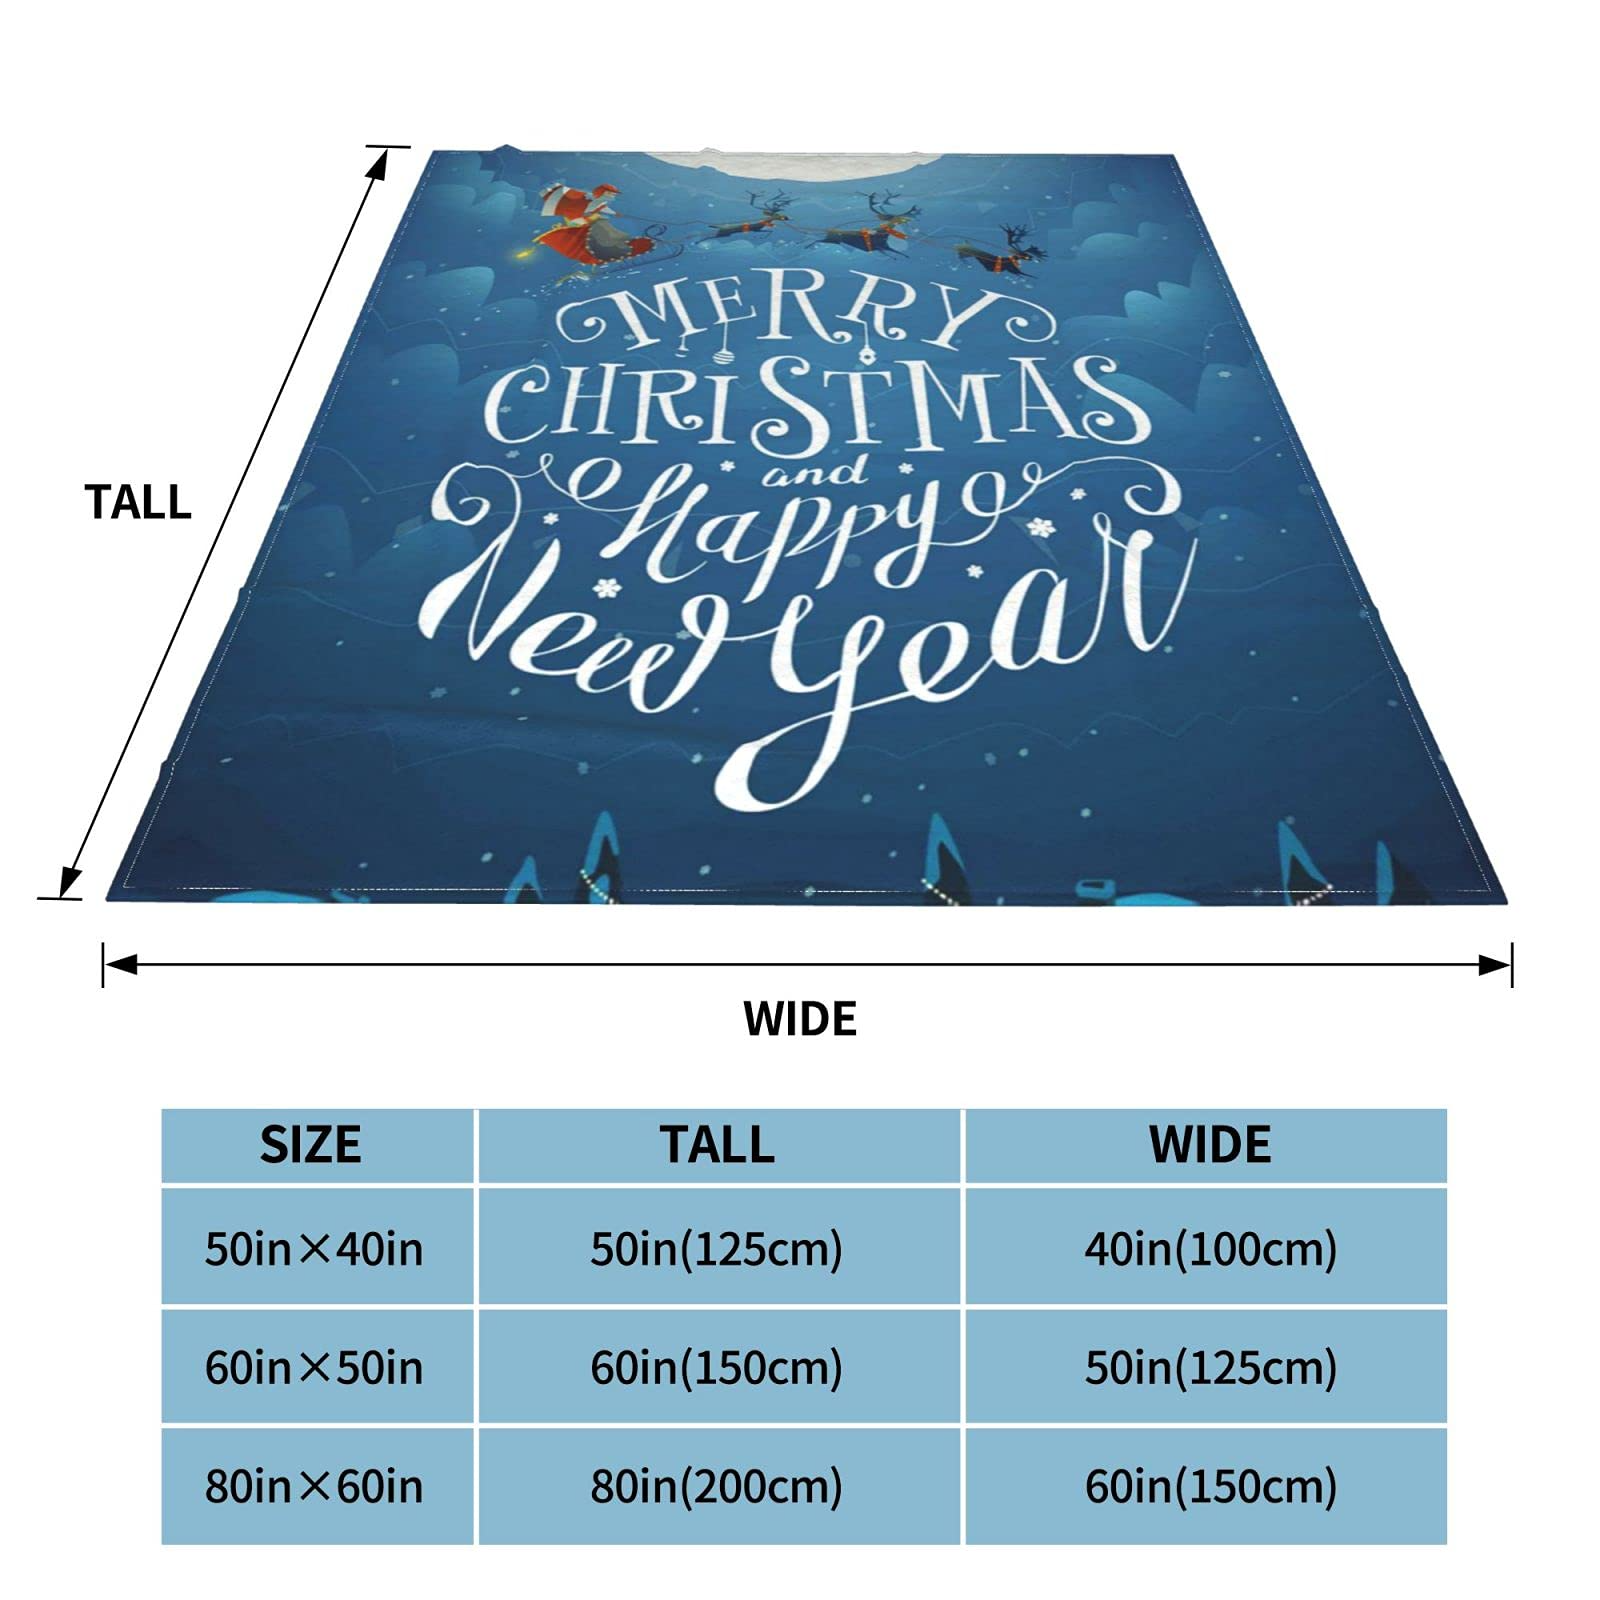 TALL
MERRY
CHRISTMAS
and
Happy
New Year
WIDE
SIZE TALL WIDE
50in×40in 50in(125cm) 40in(100cm)
60in×50in 60in(150cm) 50in(125cm)
80in×60in 80in(200cm) 60in(150cm)